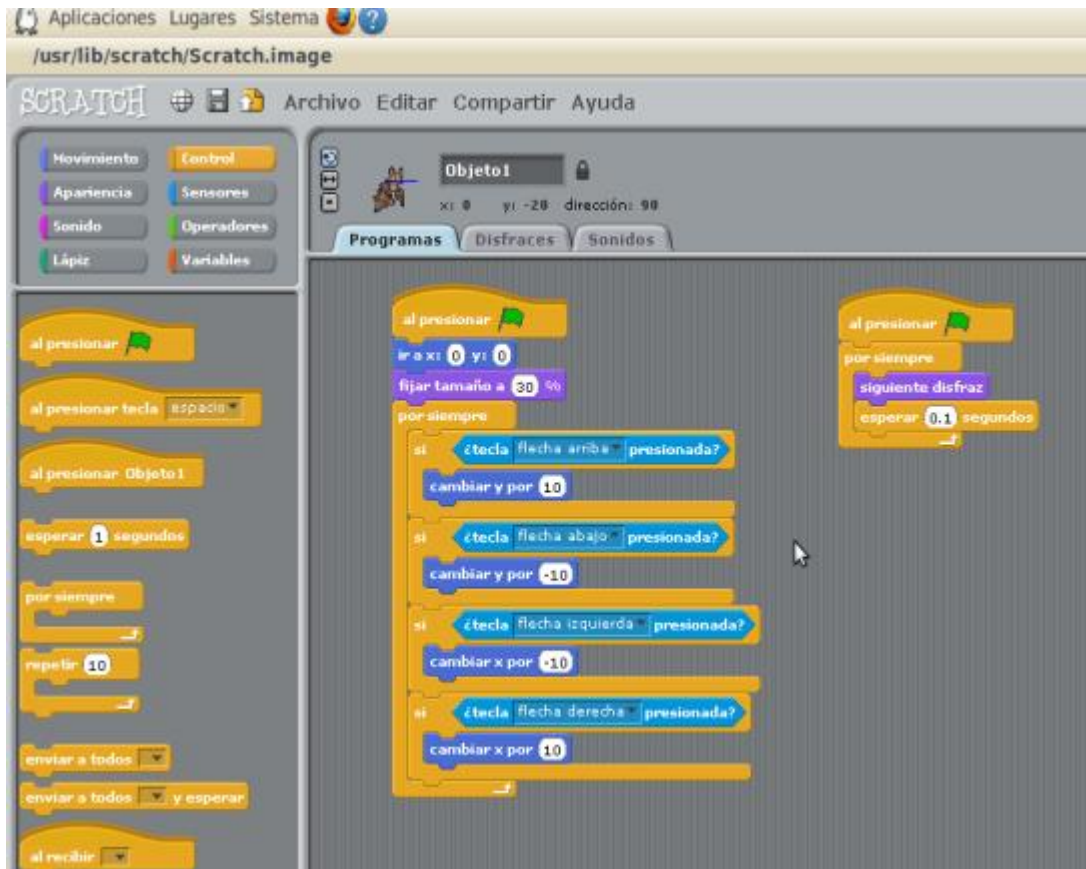 Aplicaciones Lugares Sistema
/usr/lib/scratch/Scratch.image
SCRATCH Archivo Editar Compartir Ayuda
Movimiento Control
Apariencia Sensores
Sonido Operadores
Lápiz Variables
Objeto1
x: 0 y: -28 dirección: 90
Programas Disfraces Sonidos
al presionar
al presionar tecla espacio
al presionar Objeto1
esperar 1 segundos
por siempre
repetir 10
enviar a todos
enviar a todos y esperar
al recibir
al presionar
ir a x: 0 y: 0
fijar tamaño a 30 %
por siempre
si ¿tecla flecha arriba presionada?
cambiar y por 10
si ¿tecla flecha abajo presionada?
cambiar y por -10
si ¿tecla flecha izquierda presionada?
cambiar x por -10
si ¿tecla flecha derecha presionada?
cambiar x por 10
al presionar
por siempre
siguiente disfraz
esperar 0.1 segundos